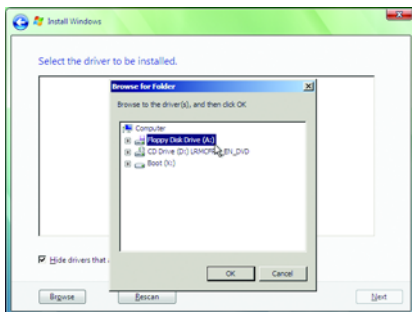 Install Windows
Select the driver to be installed.
Browse for Folder
Browse to the driver(s), and then click OK
Computer
Floppy Disk Drive (A:)
CD Drive (D:) EN_DVD
Boot (X:)
Hide drivers that
OK Cancel
Browse Rescan Next